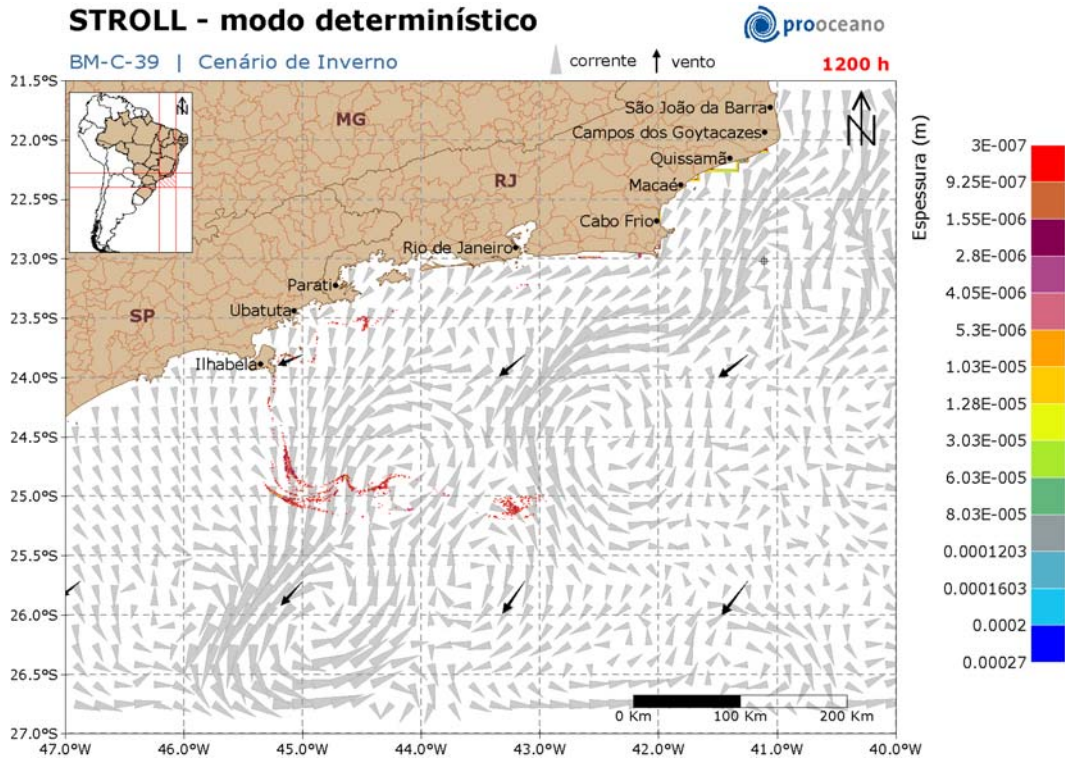 STROLL - modo determinístico
prooceano
BM-C-39 | Cenário de Inverno
corrente
vento
1200 h
21.5°S
22.0°S
22.5°S
23.0°S
23.5°S
24.0°S
24.5°S
25.0°S
25.5°S
26.0°S
26.5°S
27.0°S
47.0°W
46.0°W
45.0°W
44.0°W
43.0°W
42.0°W
41.0°W
40.0°W
N
MG
RJ
SP
São João da Barra
Campos dos Goytacazes
Quissamã
Macaé
Cabo Frio
Rio de Janeiro
Parati
Ubatuta
Ilhabela
N
0 Km
100 Km
200 Km
Espessura (m)
3E-007
9.25E-007
1.55E-006
2.8E-006
4.05E-006
5.3E-006
1.03E-005
1.28E-005
3.03E-005
6.03E-005
8.03E-005
0.0001203
0.0001603
0.0002
0.00027